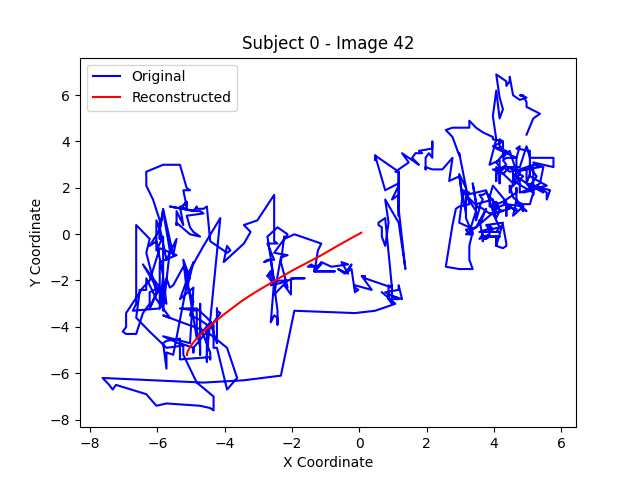 Subject 0 - Image 42
Original
Reconstructed
Y Coordinate
6
4
2
0
−2
−4
−6
−8
−8 −6 −4 −2 0 2 4 6
X Coordinate